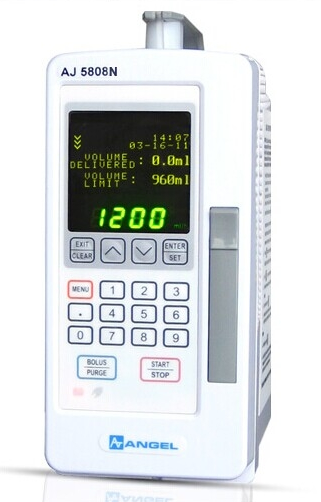 AJ 5808N
14:07
03-16-11
VOLUME
DELIVERED: 0.0ml
VOLUME
LIMIT: 960ml
1200
EXIT
CLEAR
ENTER
SET
MENU 1 2 3
. 4 5 6
0 7 8 9
BOLUS
PURGE
START
STOP
ANGEL